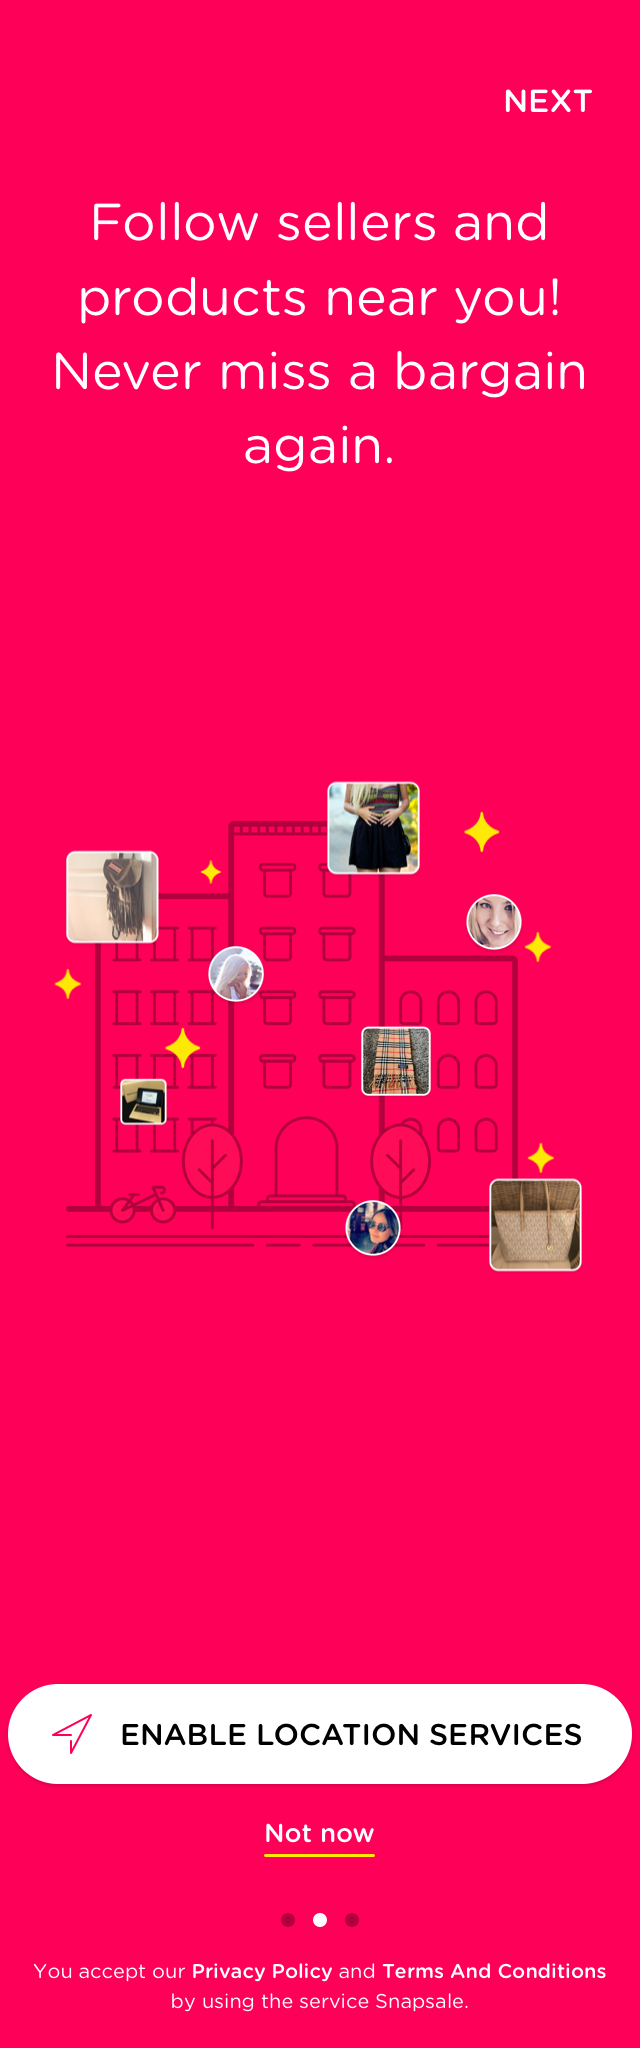 NEXT
Follow sellers and
products near you!
Never miss a bargain
again.
ENABLE LOCATION SERVICES
Not now
You accept our Privacy Policy and Terms And Conditions
by using the service Snapsale.